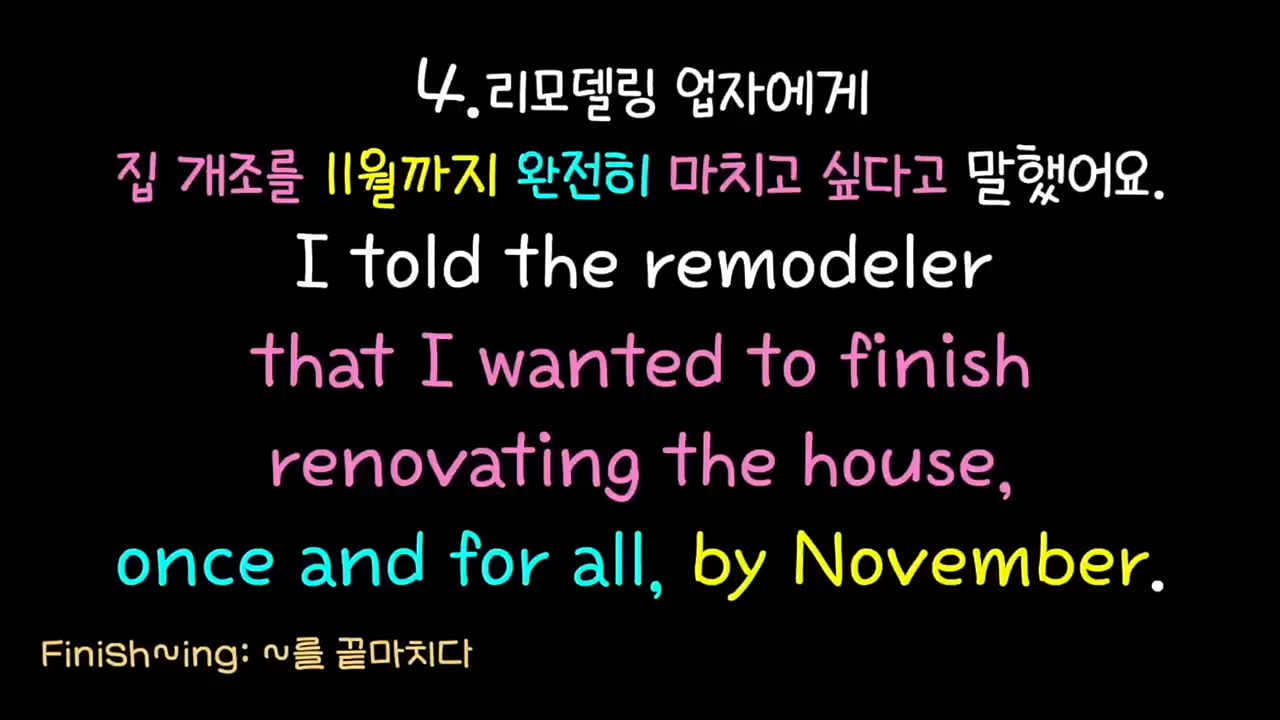 4.리모델링 업자에게
집 개조를 11월까지 완전히 마치고 싶다고 말했어요.
I told the remodeler
that I wanted to finish
renovating the house,
once and for all, by November.
Finish~ing: ~를 끝마치다